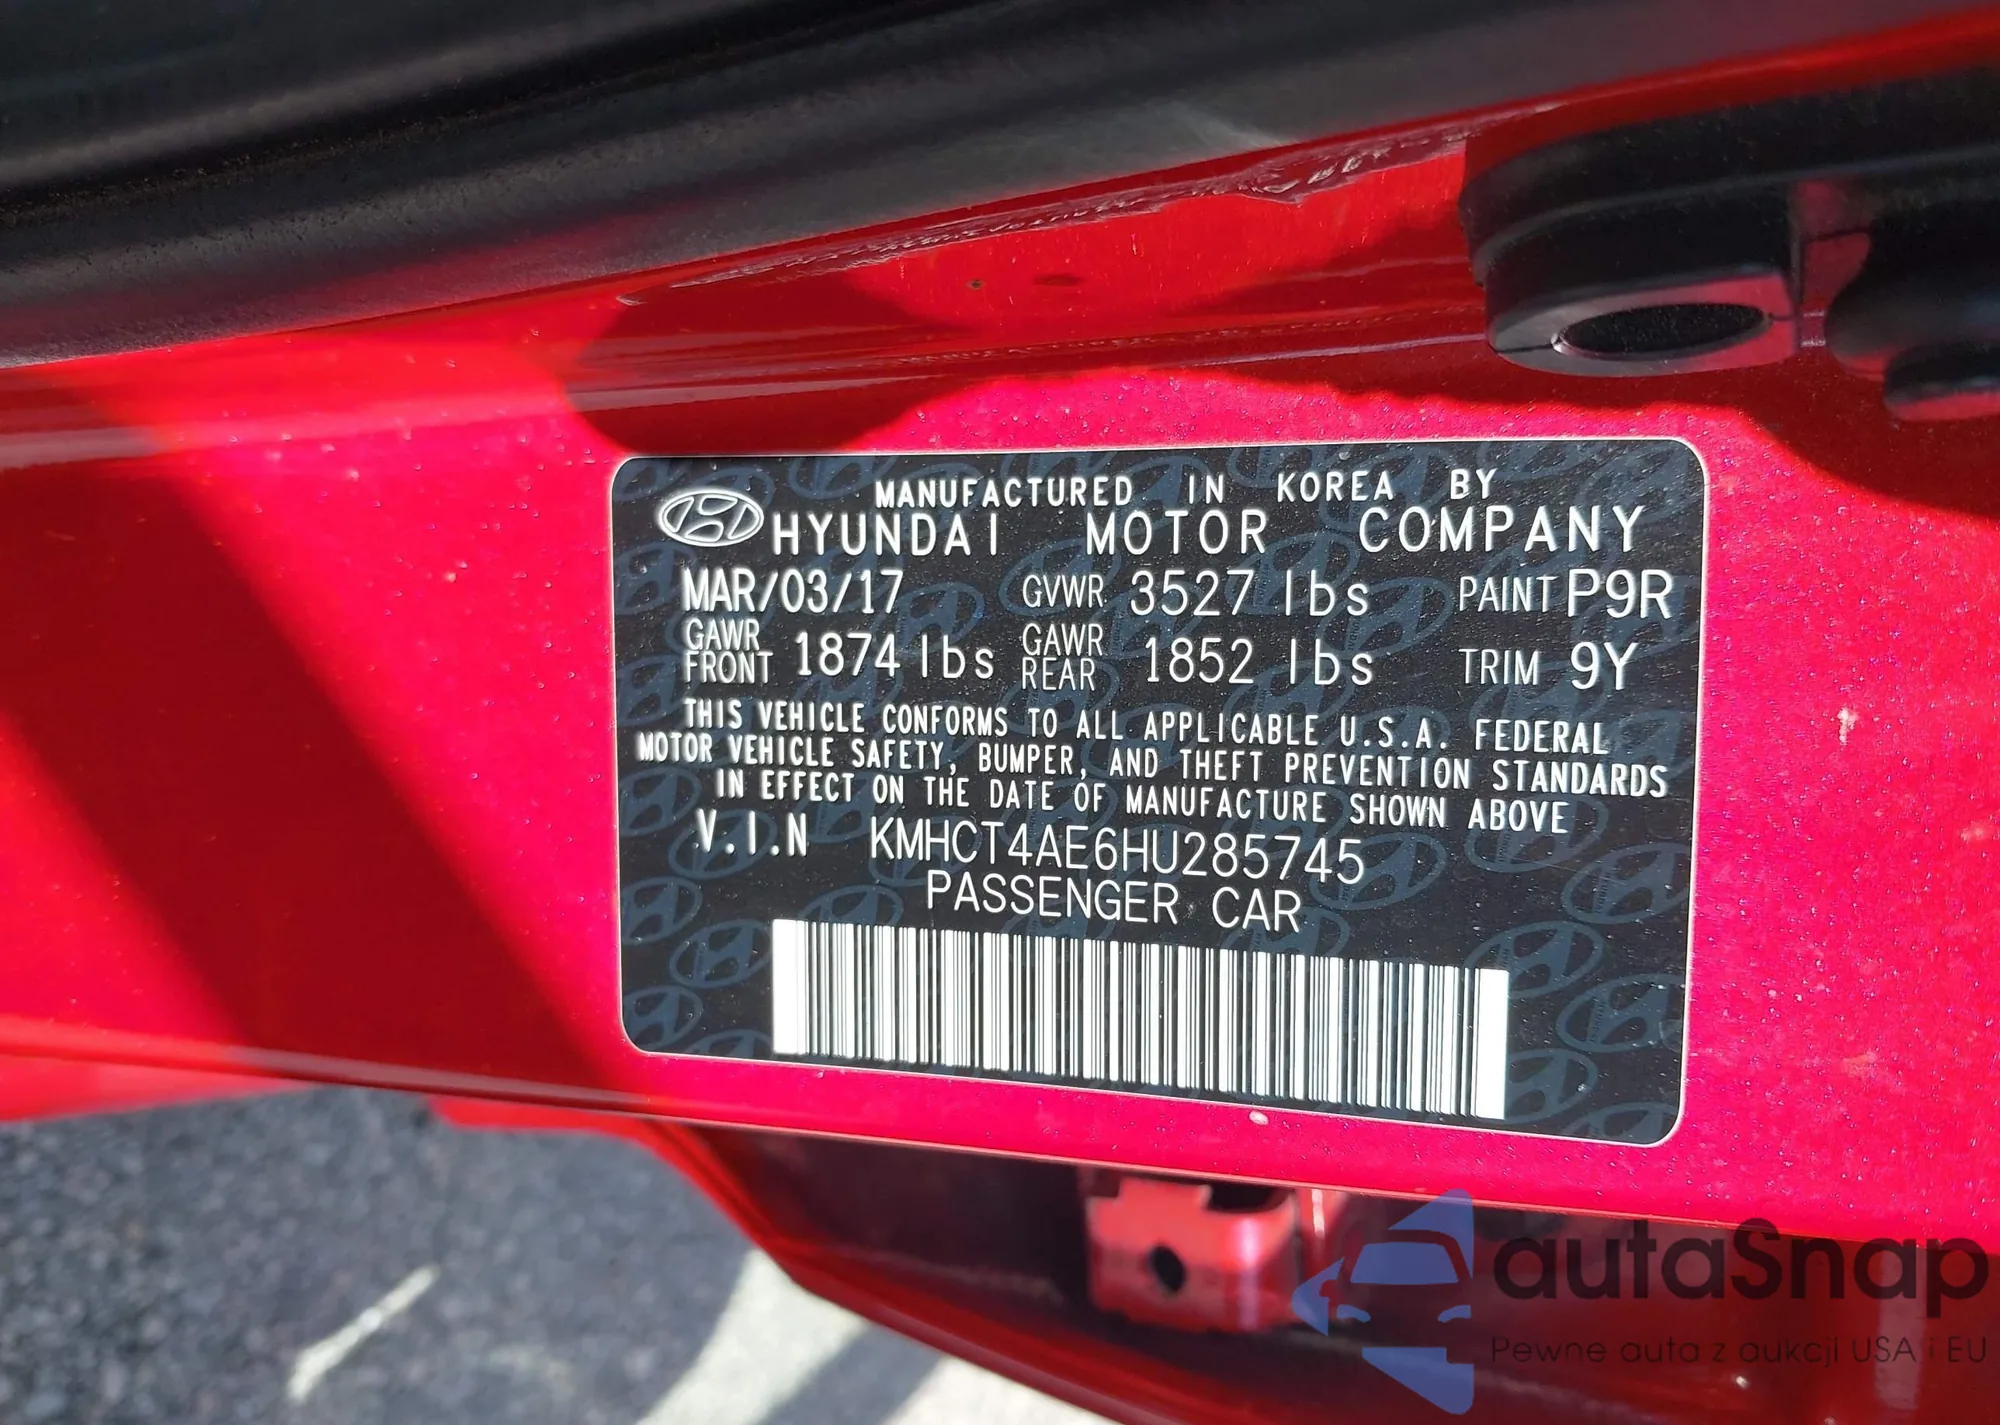 MANUFACTURED IN KOREA BY
HYUNDAI MOTOR COMPANY
MAR/03/17 GVWR 3527 lbs PAINT P9R
GAWR FRONT 1874 lbs GAWR REAR 1852 lbs TRIM 9Y
THIS VEHICLE CONFORMS TO ALL APPLICABLE U.S.A. FEDERAL
MOTOR VEHICLE SAFETY, BUMPER, AND THEFT PREVENTION STANDARDS
IN EFFECT ON THE DATE OF MANUFACTURE SHOWN ABOVE
V.I.N KMHCT4AE6HU285745
PASSENGER CAR
autaSnap
Pewne auta z aukcji USA i EU